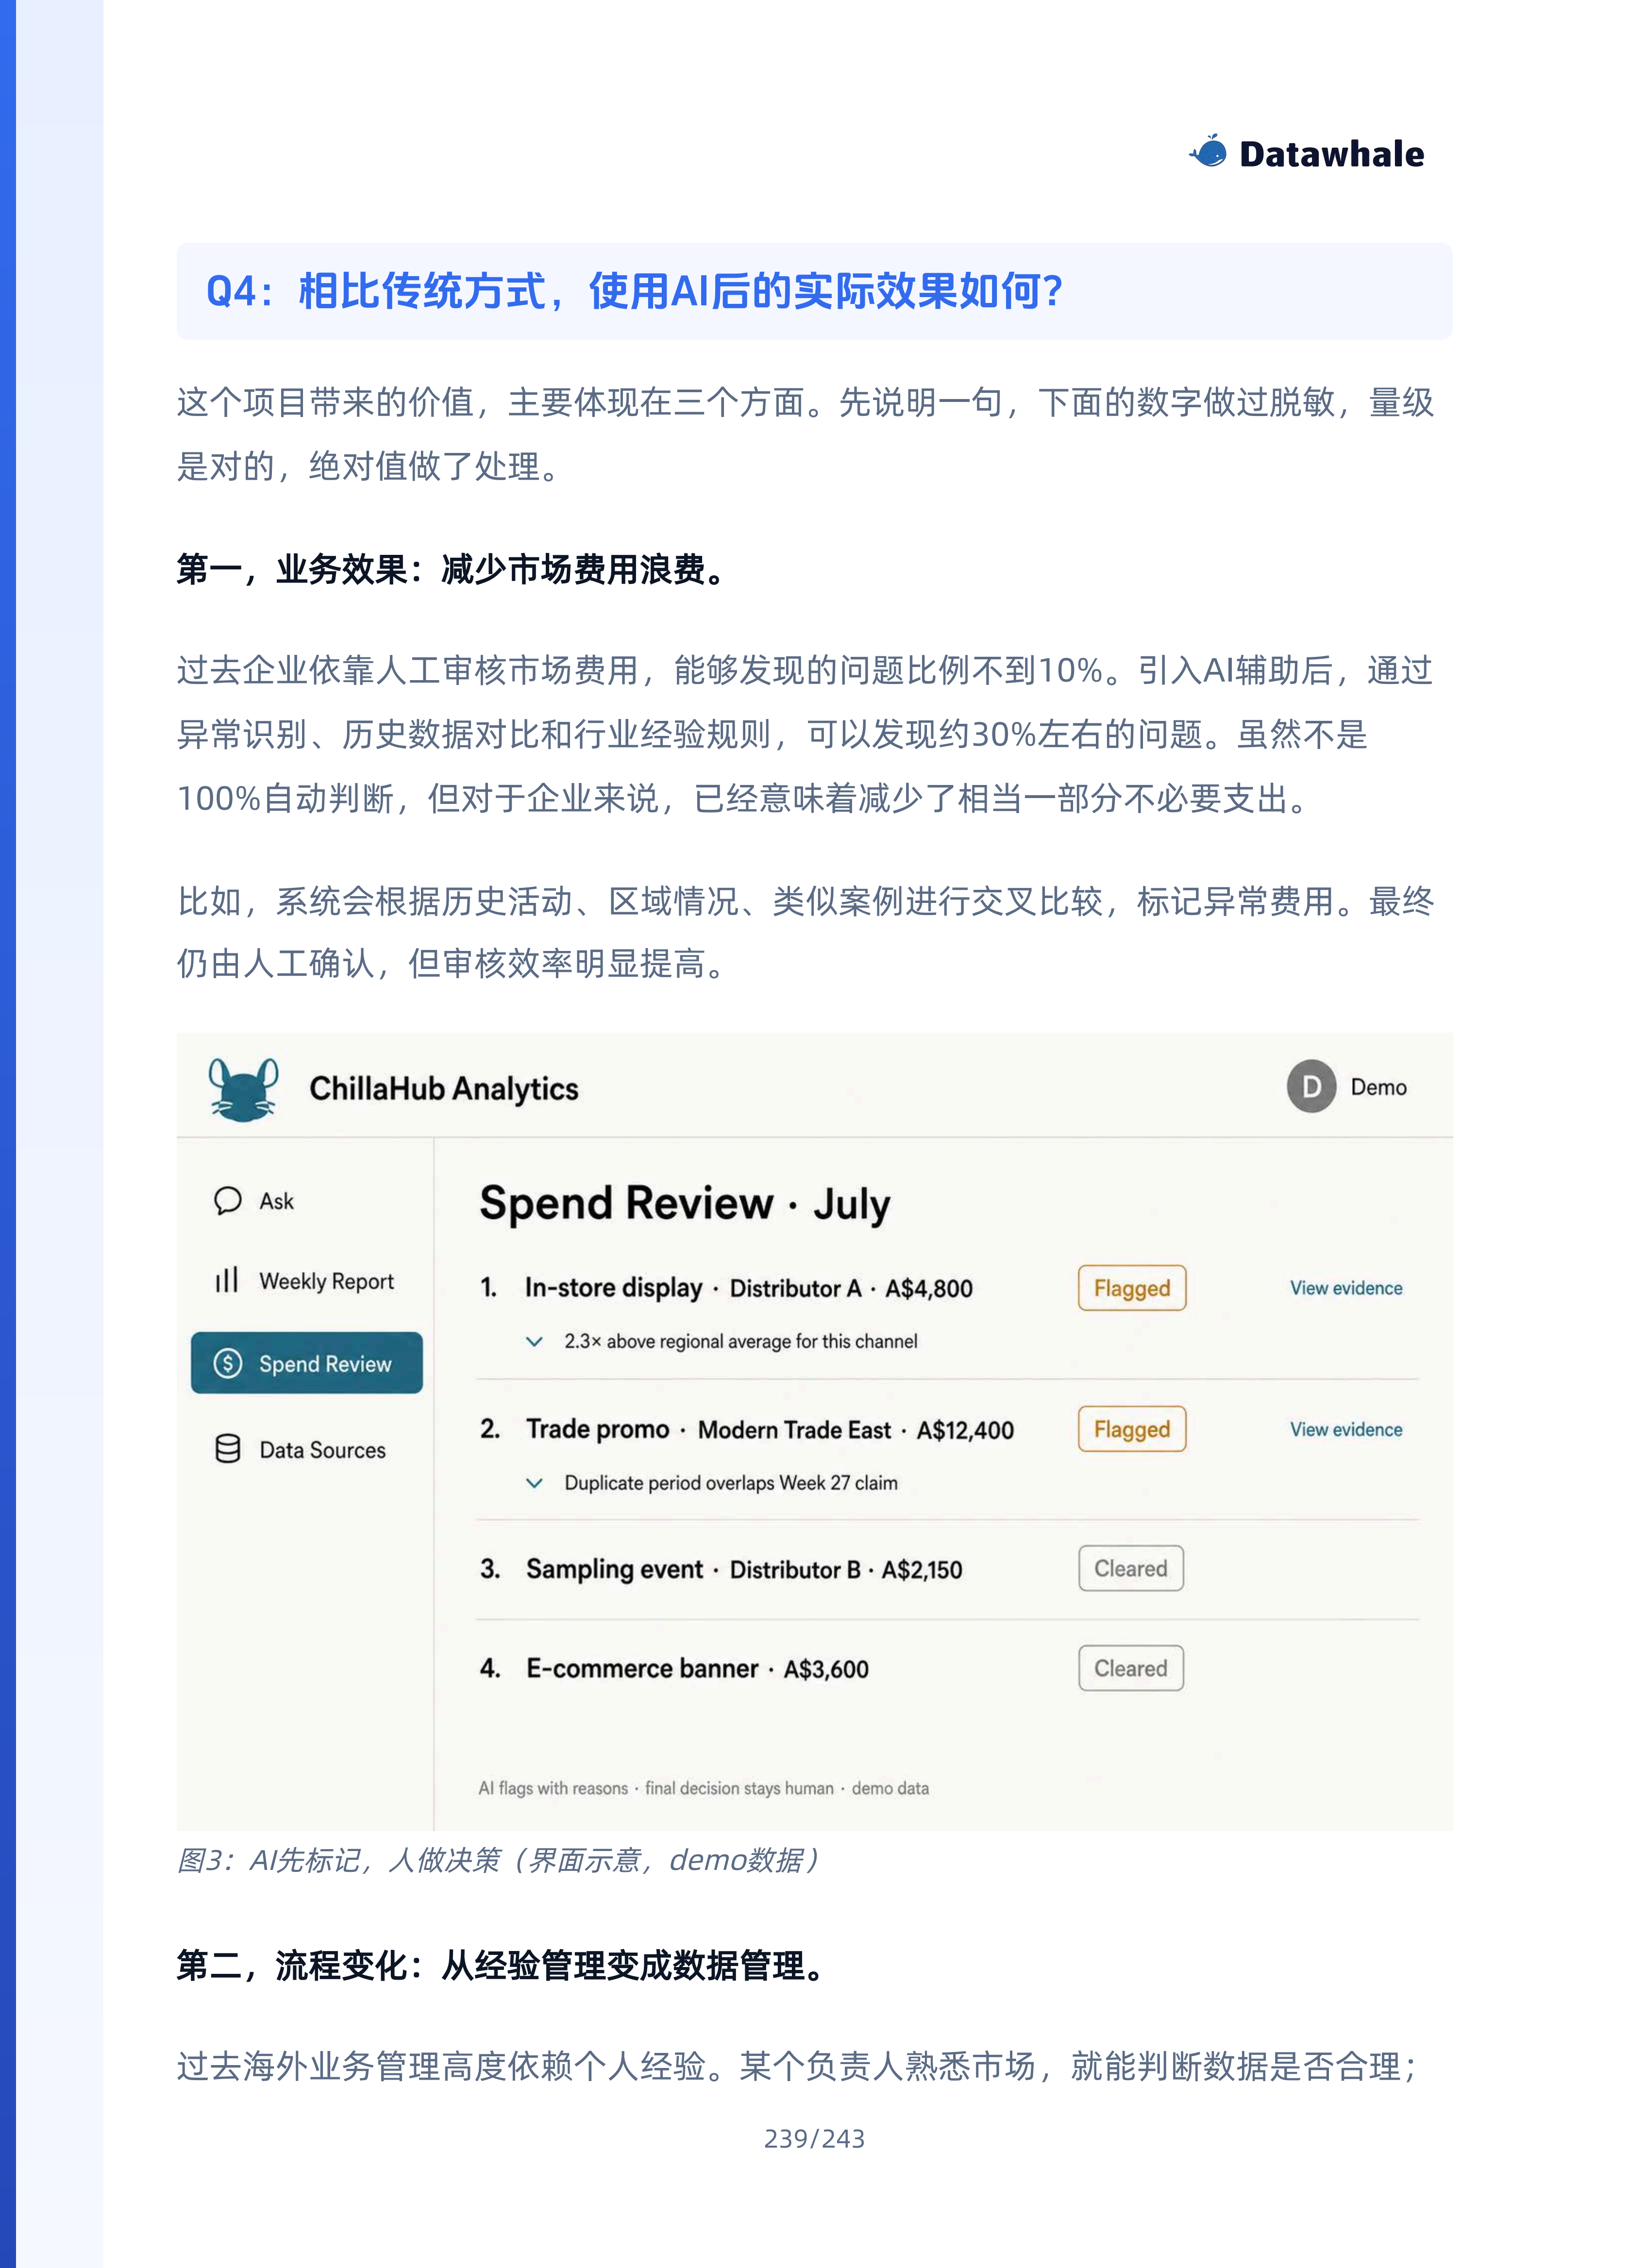 Datawhale
Q4：相比传统方式，使用AI后的实际效果如何？
这个项目带来的价值，主要体现在三个方面。先说明一句，下面的数字做过脱敏，量级
是对的，绝对值做了处理。
第一，业务效果：减少市场费用浪费。
过去企业依靠人工审核市场费用，能够发现的问题比例不到10%。引入AI辅助后，通过
异常识别、历史数据对比和行业经验规则，可以发现约30%左右的问题。虽然不是
100%自动判断，但对于企业来说，已经意味着减少了相当一部分不必要支出。
比如，系统会根据历史活动、区域情况、类似案例进行交叉比较，标记异常费用。最终
仍由人工确认，但审核效率明显提高。
ChillaHub Analytics
D Demo
Ask
Weekly Report
Spend Review
Data Sources
Spend Review · July
1. In-store display · Distributor A · A$4,800 Flagged View evidence
2.3× above regional average for this channel
2. Trade promo · Modern Trade East · A$12,400 Flagged View evidence
Duplicate period overlaps Week 27 claim
3. Sampling event · Distributor B · A$2,150 Cleared
4. E-commerce banner · A$3,600 Cleared
AI flags with reasons · final decision stays human · demo data
图3：AI先标记，人做决策（界面示意，demo数据）
第二，流程变化：从经验管理变成数据管理。
过去海外业务管理高度依赖个人经验。某个负责人熟悉市场，就能判断数据是否合理；
239/243